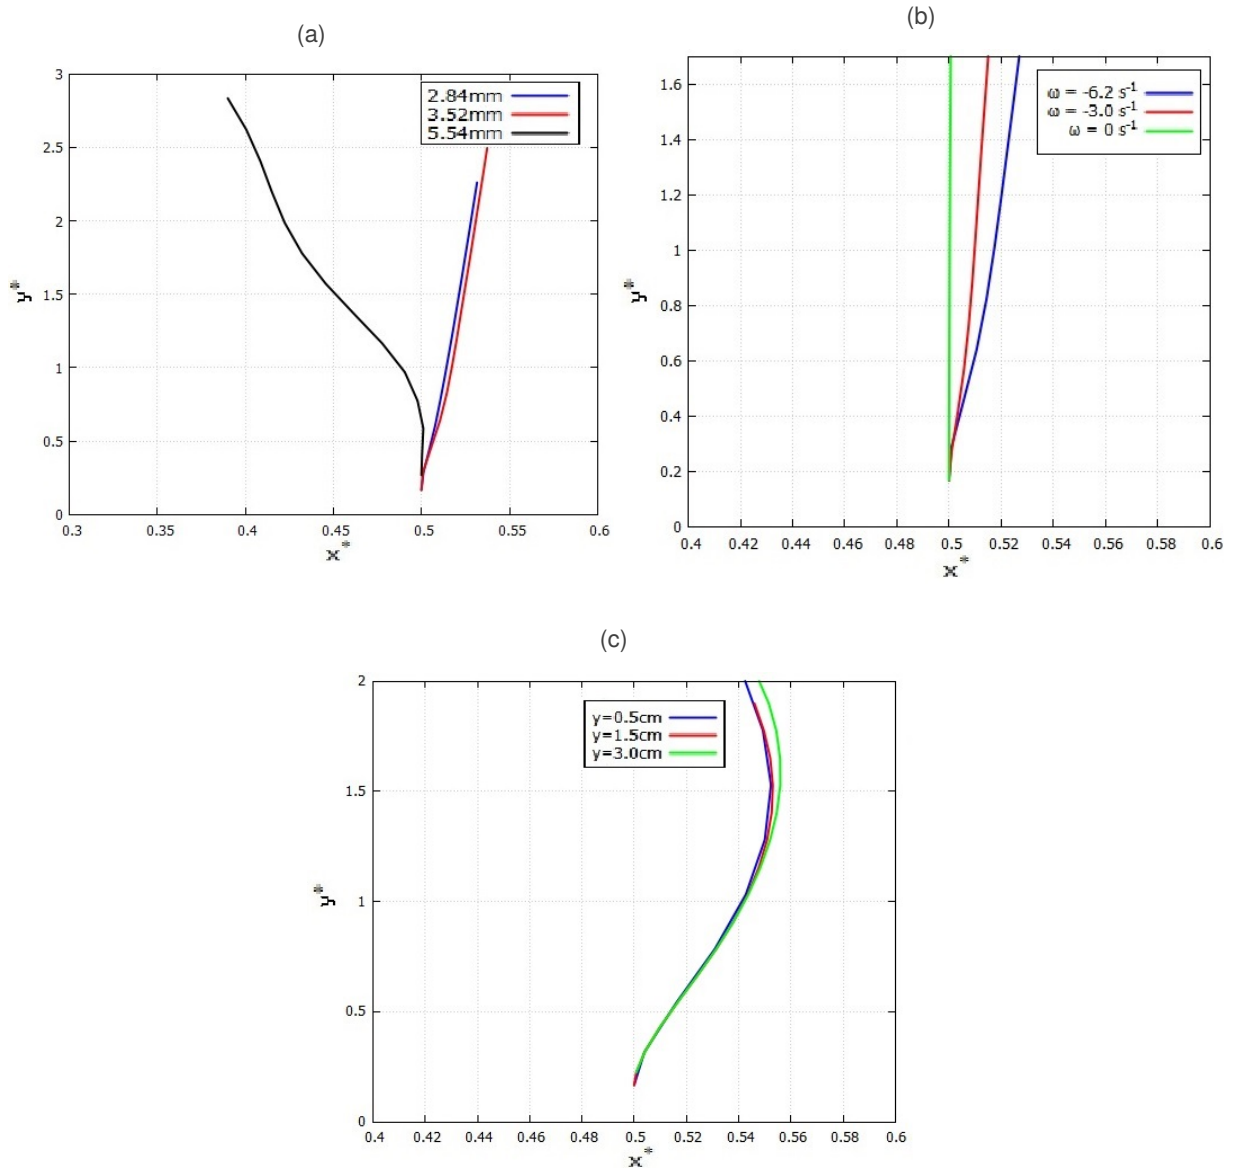 (a)
3
2.5
2
1.5
1
0.5
0
0.3 0.35 0.4 0.45 0.5 0.55 0.6
y*
x*
2.84mm
3.52mm
5.54mm
(b)
1.6
1.4
1.2
1
0.8
0.6
0.4
0.2
0
0.4 0.42 0.44 0.46 0.48 0.5 0.52 0.54 0.56 0.58 0.6
y*
x*
ω = -6.2 s⁻¹
ω = -3.0 s⁻¹
ω = 0 s⁻¹
(c)
2
1.5
1
0.5
0
0.4 0.42 0.44 0.46 0.48 0.5 0.52 0.54 0.56 0.58 0.6
y*
x*
y=0.5cm
y=1.5cm
y=3.0cm